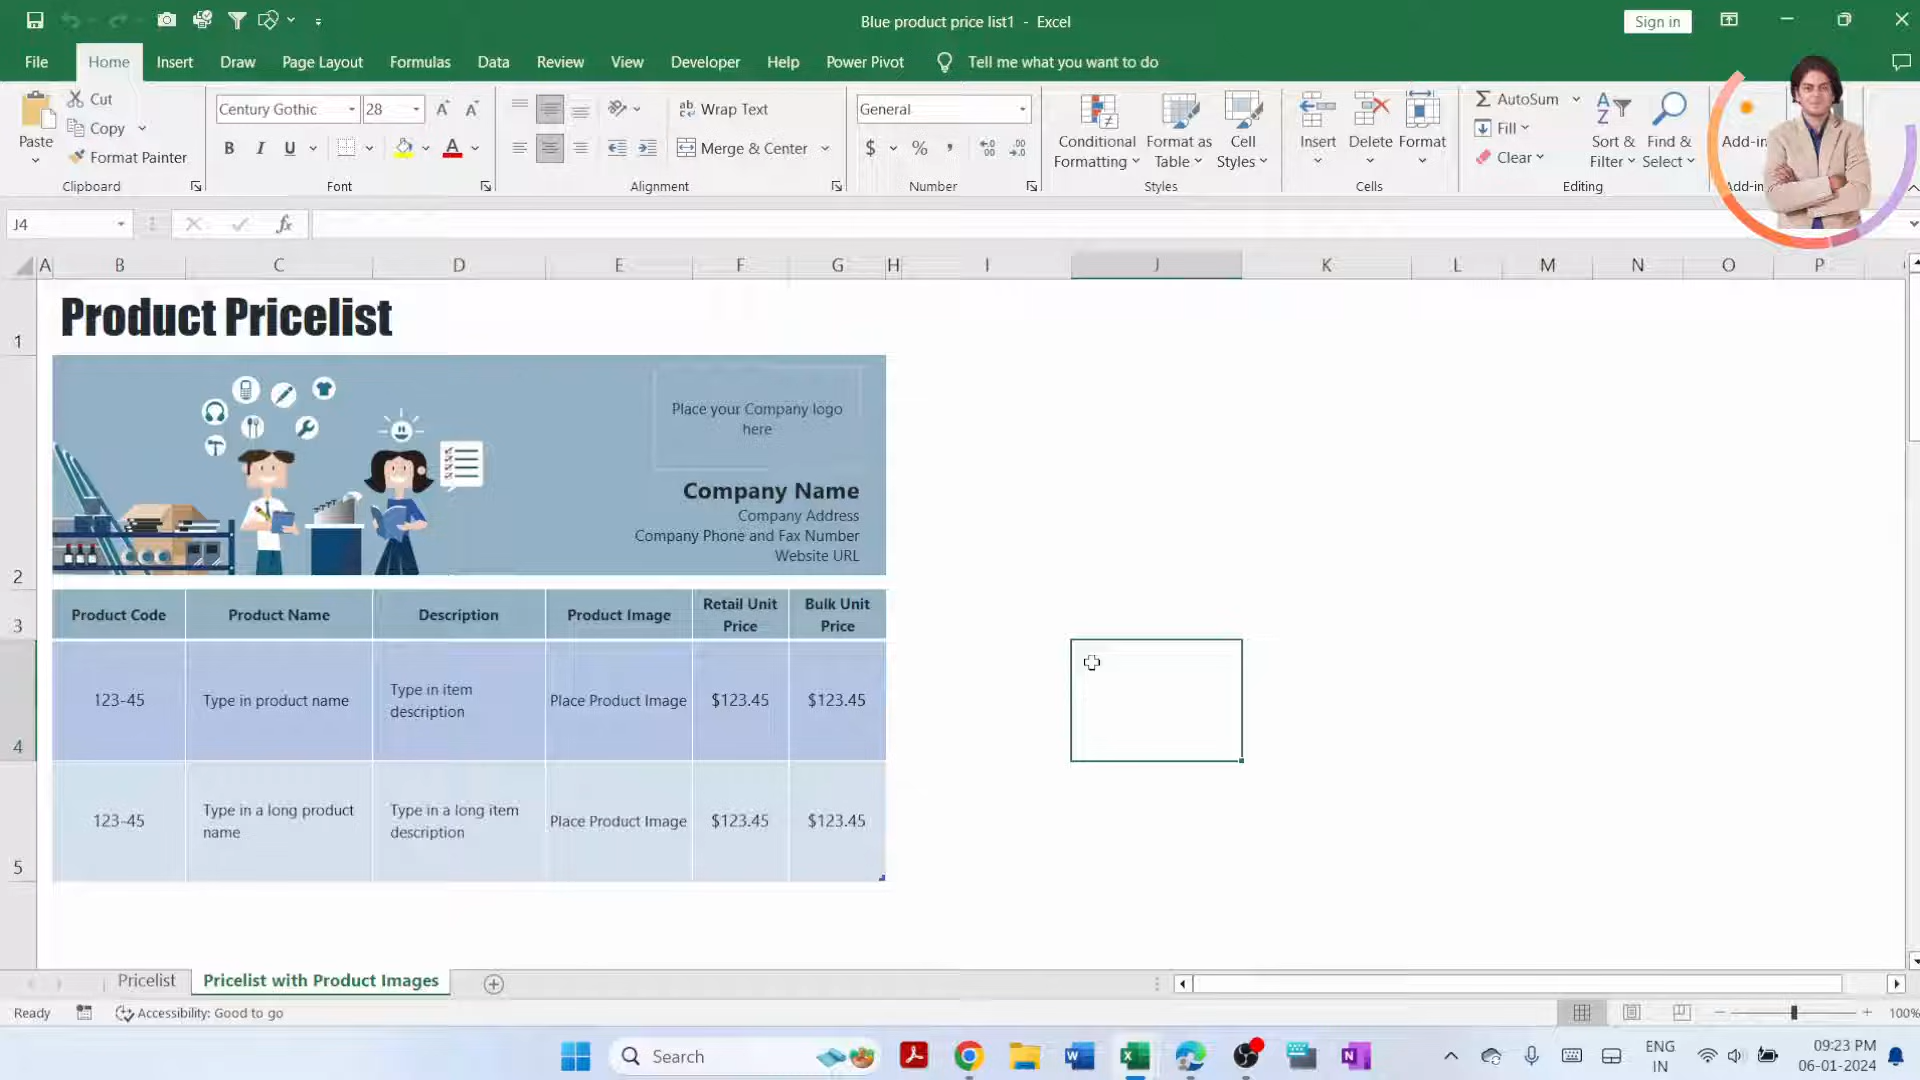 Blue product price list1 - Excel
Sign in
File Home Insert Draw Page Layout Formulas Data Review View Developer Help Power Pivot Tell me what you want to do
Paste
Cut
Copy
Format Painter
Clipboard
Century Gothic 28
B I U
Font
Wrap Text
Merge & Center
Alignment
General
$ % ,
Number
Conditional
Formatting
Format as
Table
Cell
Styles
Styles
Insert
Delete
Format
Cells
AutoSum
Fill
Clear
Sort &
Filter
Find &
Select
Editing
J4
fx
A B C D E F G H I J K L M N O P
1
Product Pricelist
Place your Company logo
here
Company Name
Company Address
Company Phone and Fax Number
Website URL
2
3
Product Code
Product Name
Description
Product Image
Retail Unit
Price
Bulk Unit
Price
4
123-45
Type in product name
Type in item
description
Place Product Image
$123.45
$123.45
5
123-45
Type in a long product
name
Type in a long item
description
Place Product Image
$123.45
$123.45
Pricelist
Pricelist with Product Images
Ready
Accessibility: Good to go
100%
Search
ENG
IN
09:23 PM
06-01-2024